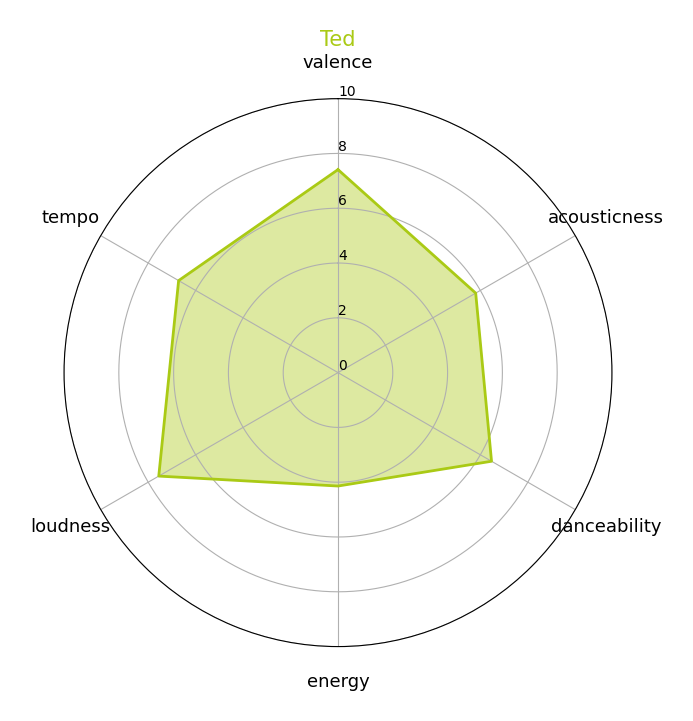 Ted
valence
10
8
tempo
6
acousticness
4
2
0
loudness
danceability
energy